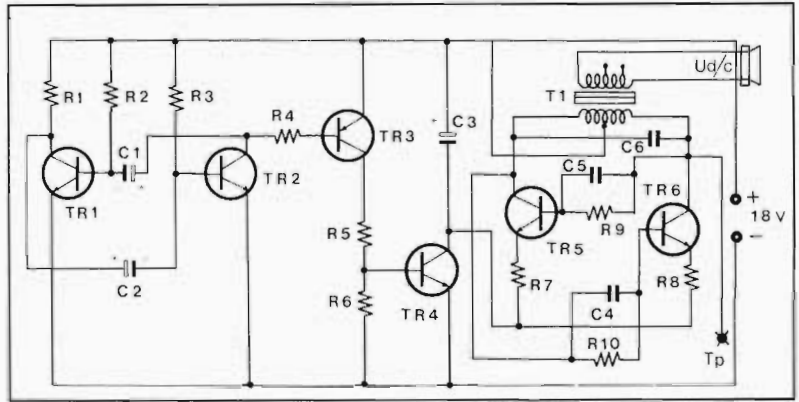 R1
R2
R3
R4
C1
TR1
TR2
TR3
C2
R5
R6
TR4
C3
T1
Ud/c
C6
C5
TR6
R9
TR5
R7
R8
C4
R10
+
18V
−
Tp